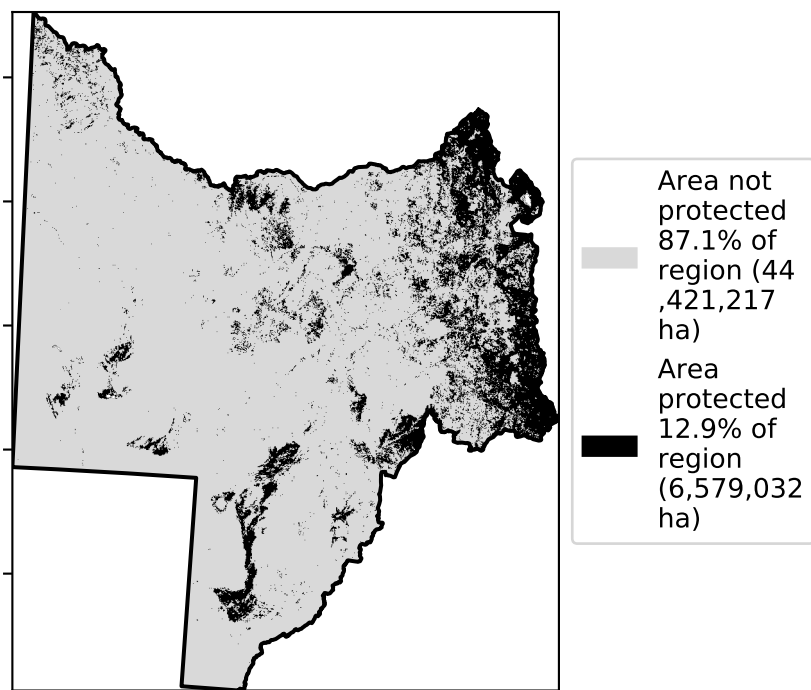 Area not
protected
87.1% of
region (44
,421,217
ha)
Area
protected
12.9% of
region
(6,579,032
ha)